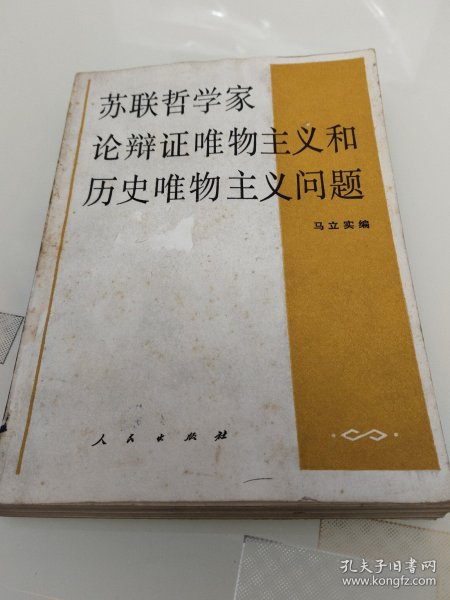 苏联哲学家
论辩证唯物主义和
历史唯物主义问题
马立实编
人民出版社
孔夫子旧书网
www.kongfz.com